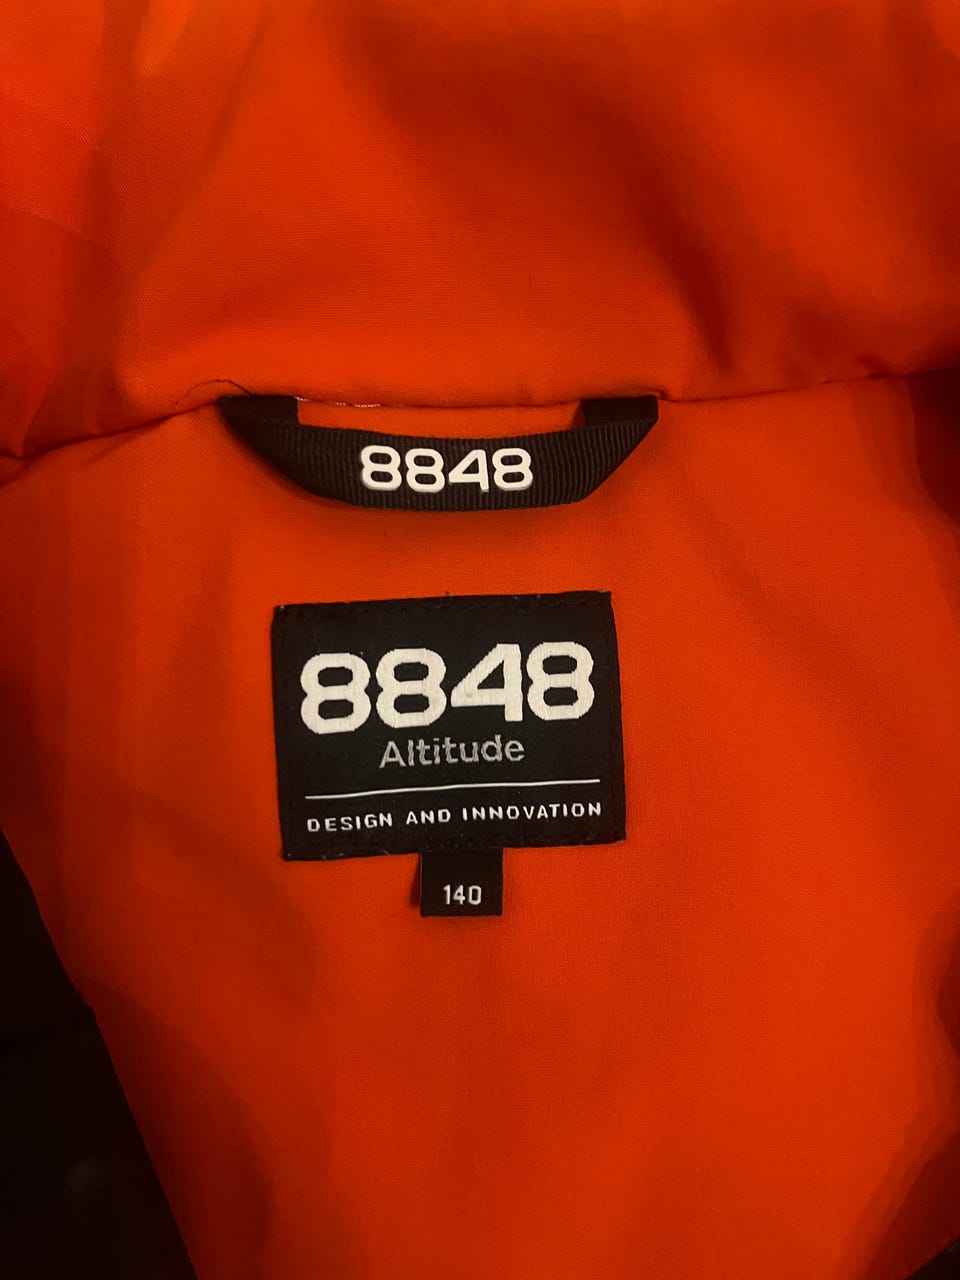 8848
8848
Altitude
DESIGN AND INNOVATION
140